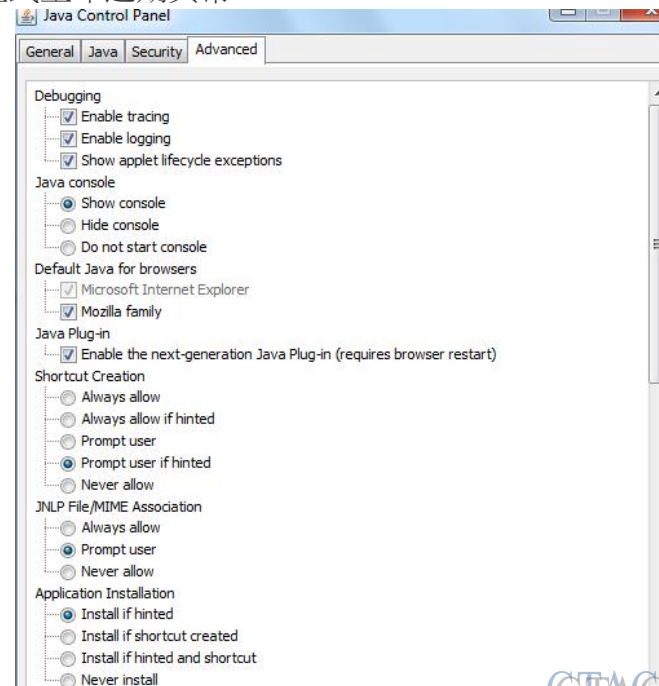 Java Control Panel
General Java Security Advanced
Debugging
Enable tracing
Enable logging
Show applet lifecycle exceptions
Java console
Show console
Hide console
Do not start console
Default Java for browsers
Microsoft Internet Explorer
Mozilla family
Java Plug-in
Enable the next-generation Java Plug-in (requires browser restart)
Shortcut Creation
Always allow
Always allow if hinted
Prompt user
Prompt user if hinted
Never allow
JNLP File/MIME Association
Always allow
Prompt user
Never allow
Application Installation
Install if hinted
Install if shortcut created
Install if hinted and shortcut
Never install